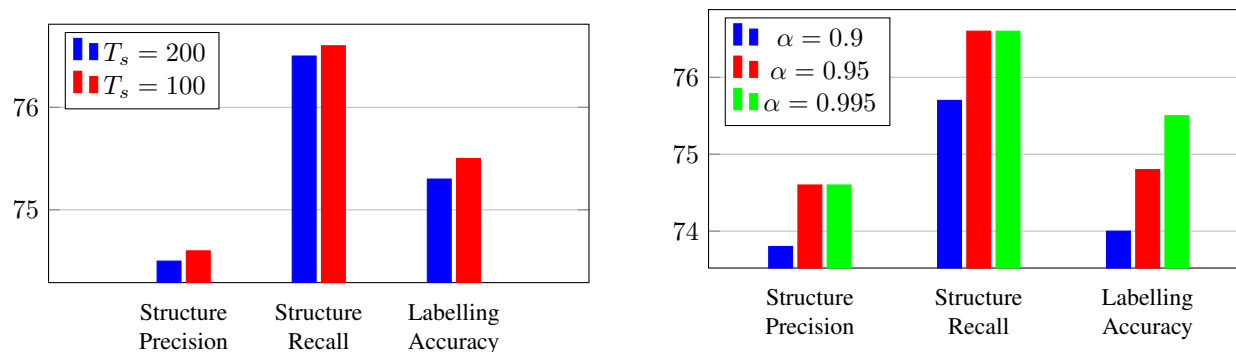 T_s = 200
T_s = 100
76
75
Structure Precision
Structure Recall
Labelling Accuracy
α = 0.9
α = 0.95
α = 0.995
76
75
74
Structure Precision
Structure Recall
Labelling Accuracy